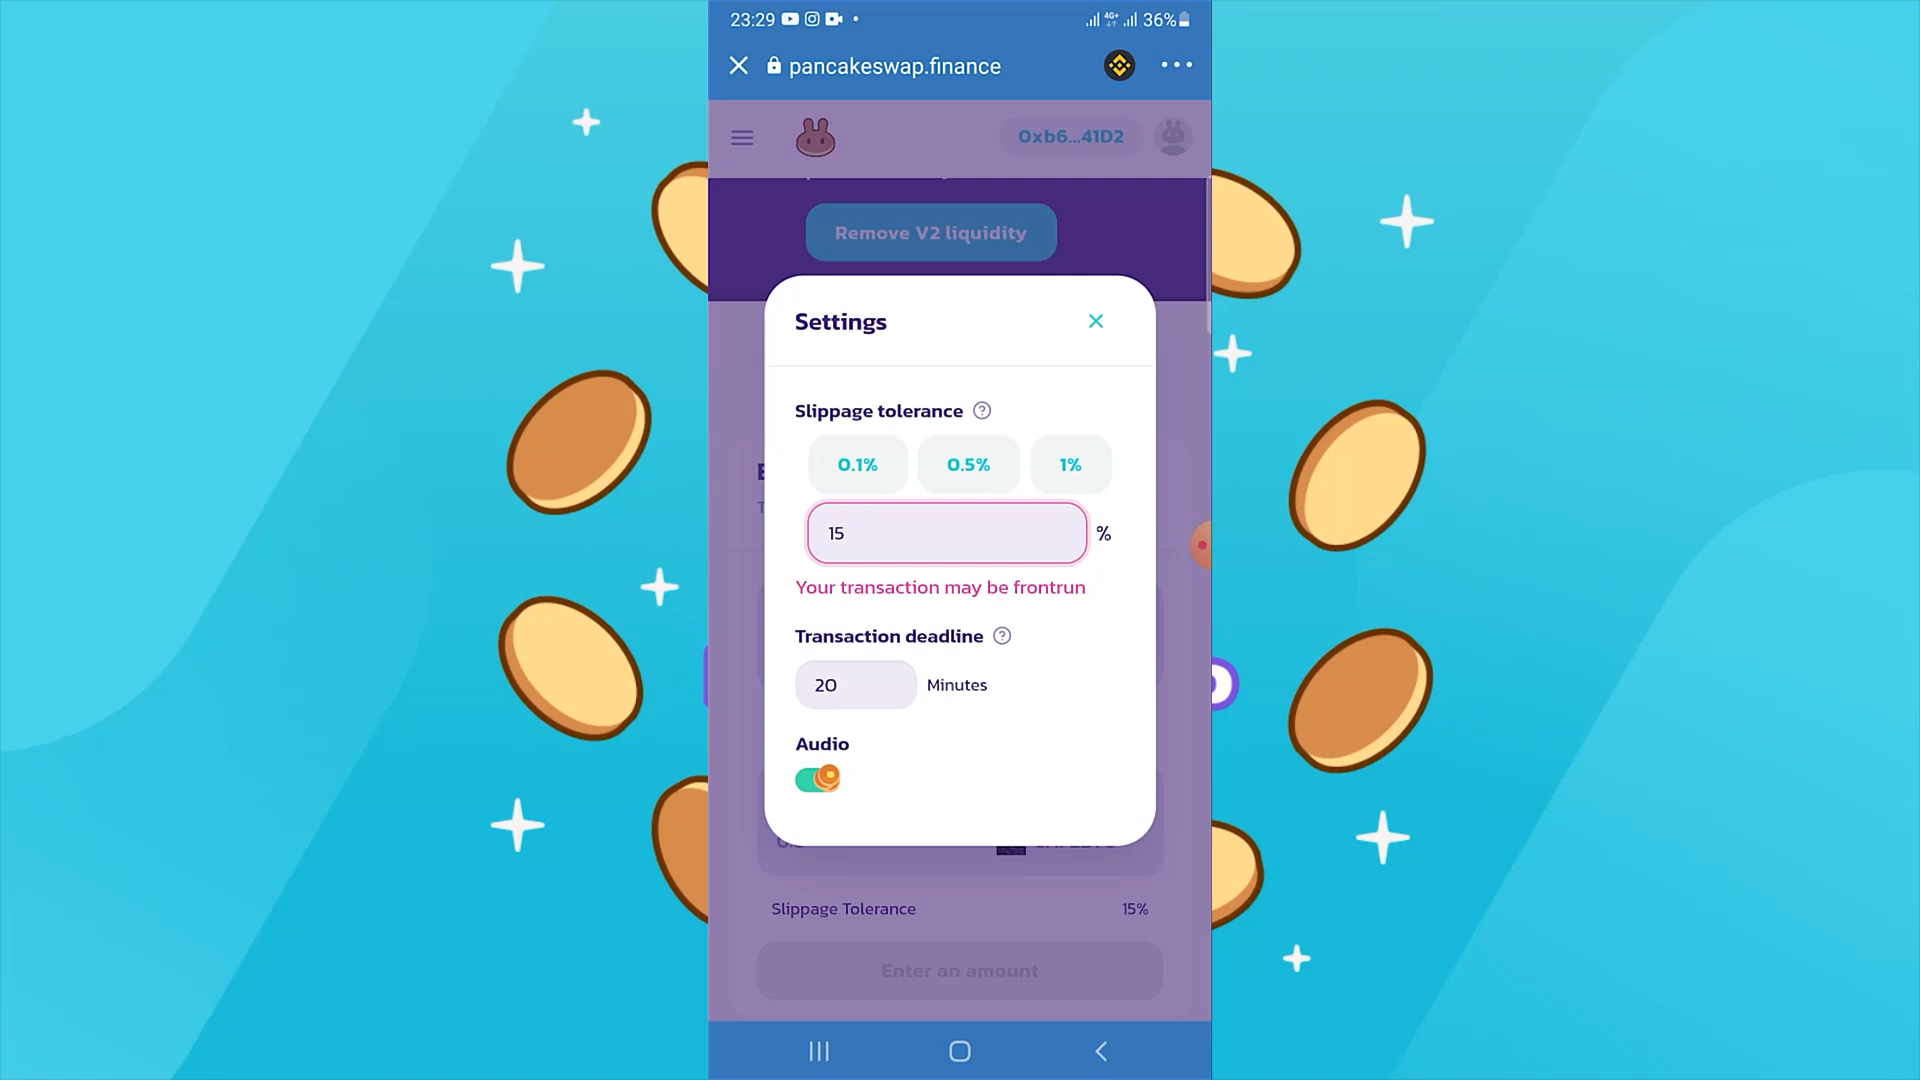 23:29
4G+
36%
pancakeswap.finance
0xb6...41D2
Remove V2 liquidity
Settings
Slippage tolerance
0.1%
0.5%
1%
15
%
Your transaction may be frontrun
Transaction deadline
20
Minutes
Audio
Slippage Tolerance
15%
Enter an amount